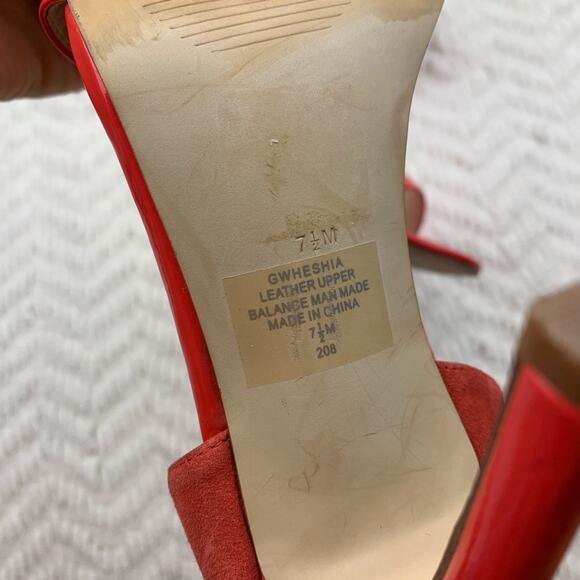 7½M
GWHESHIA
LEATHER UPPER
BALANCE MAN MADE
MADE IN CHINA
7½M
208